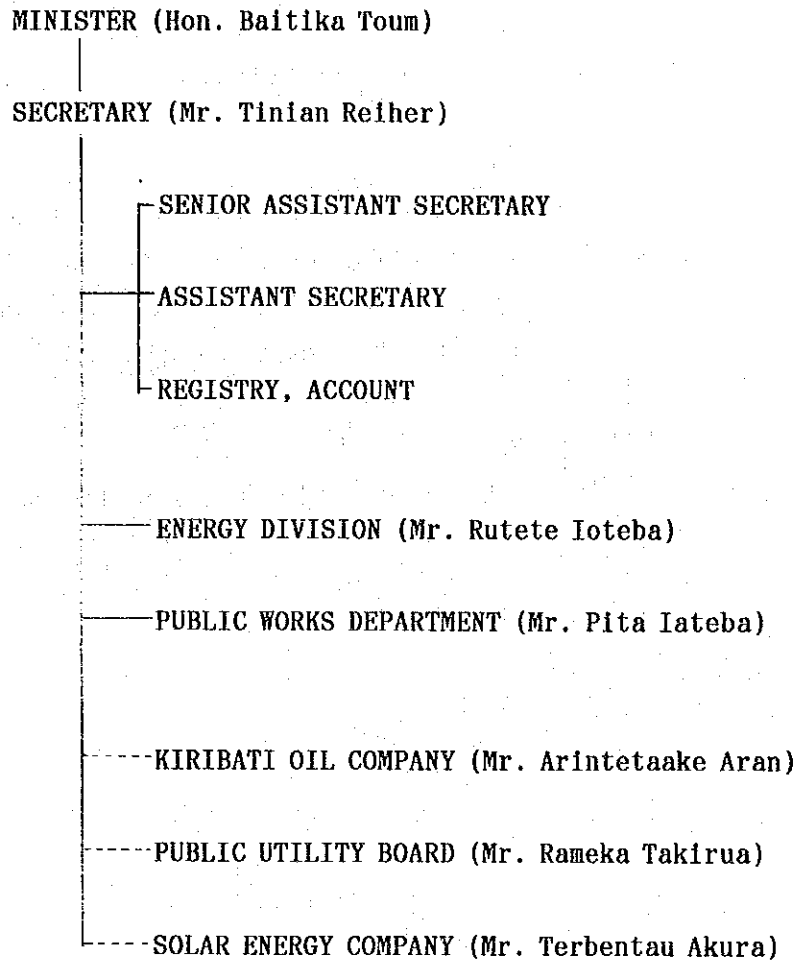 MINISTER (Hon. Baitika Toum)
SECRETARY (Mr. Tinian Reiher)
SENIOR ASSISTANT SECRETARY
ASSISTANT SECRETARY
REGISTRY, ACCOUNT
ENERGY DIVISION (Mr. Rutete Ioteba)
PUBLIC WORKS DEPARTMENT (Mr. Pita Iateba)
KIRIBATI OIL COMPANY (Mr. Arintetaake Aran)
PUBLIC UTILITY BOARD (Mr. Rameka Takirua)
SOLAR ENERGY COMPANY (Mr. Terbentau Akura)